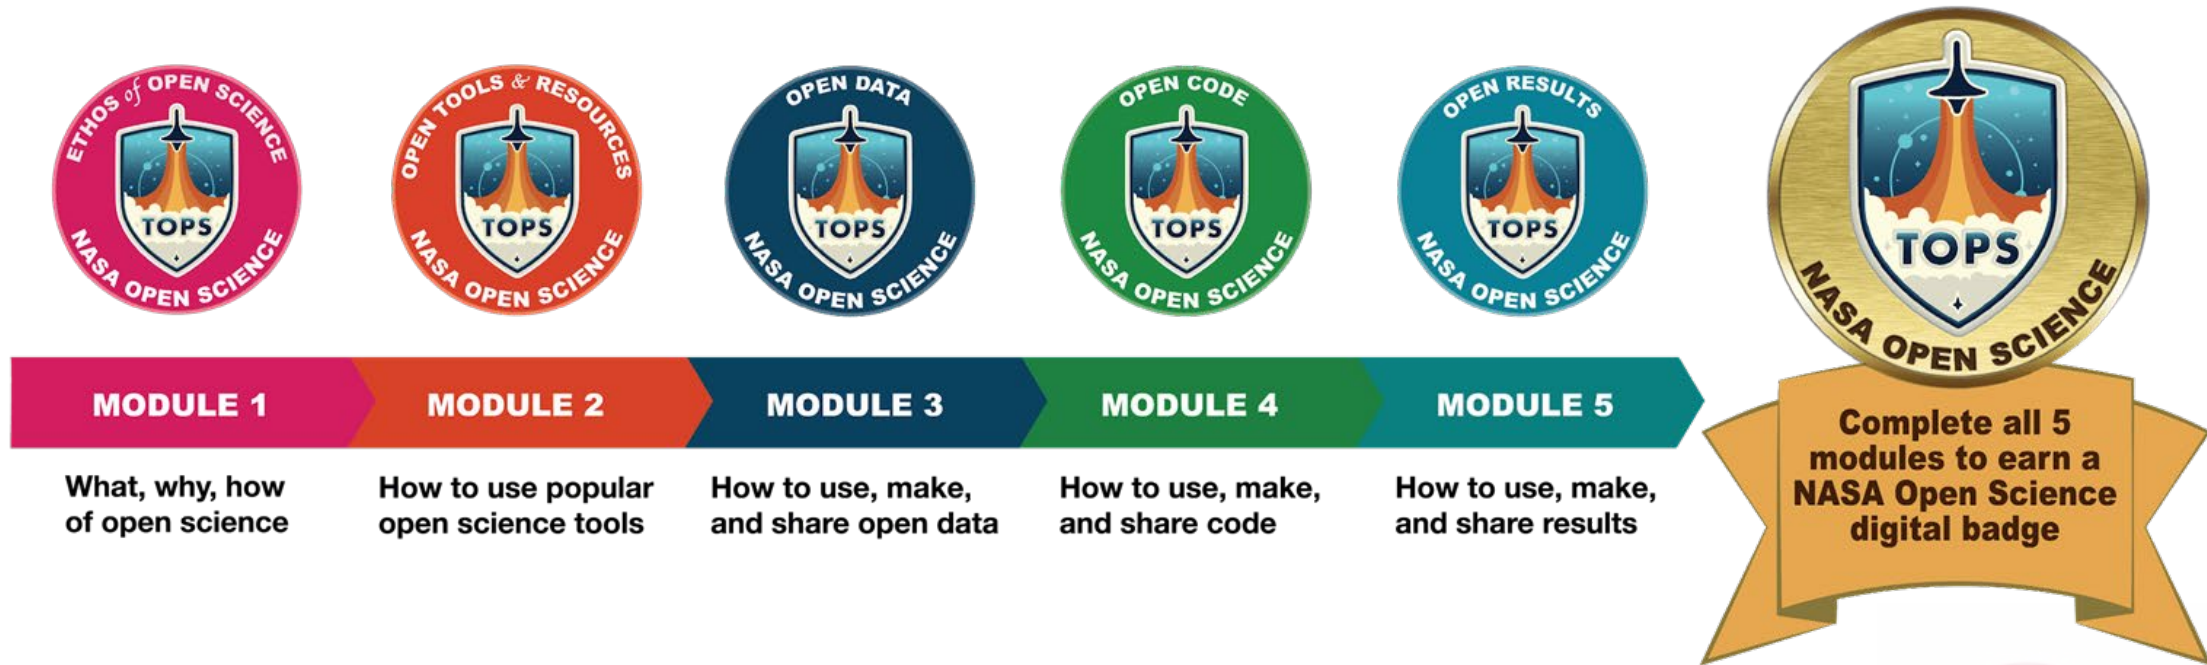 ETHOS of OPEN SCIENCE
TOPS
NASA OPEN SCIENCE
OPEN TOOLS & RESOURCES
TOPS
NASA OPEN SCIENCE
OPEN DATA
TOPS
NASA OPEN SCIENCE
OPEN CODE
TOPS
NASA OPEN SCIENCE
OPEN RESULTS
TOPS
NASA OPEN SCIENCE
TOPS
NASA OPEN SCIENCE
MODULE 1
MODULE 2
MODULE 3
MODULE 4
MODULE 5
What, why, how
of open science
How to use popular
open science tools
How to use, make,
and share open data
How to use, make,
and share code
How to use, make,
and share results
Complete all 5
modules to earn a
NASA Open Science
digital badge